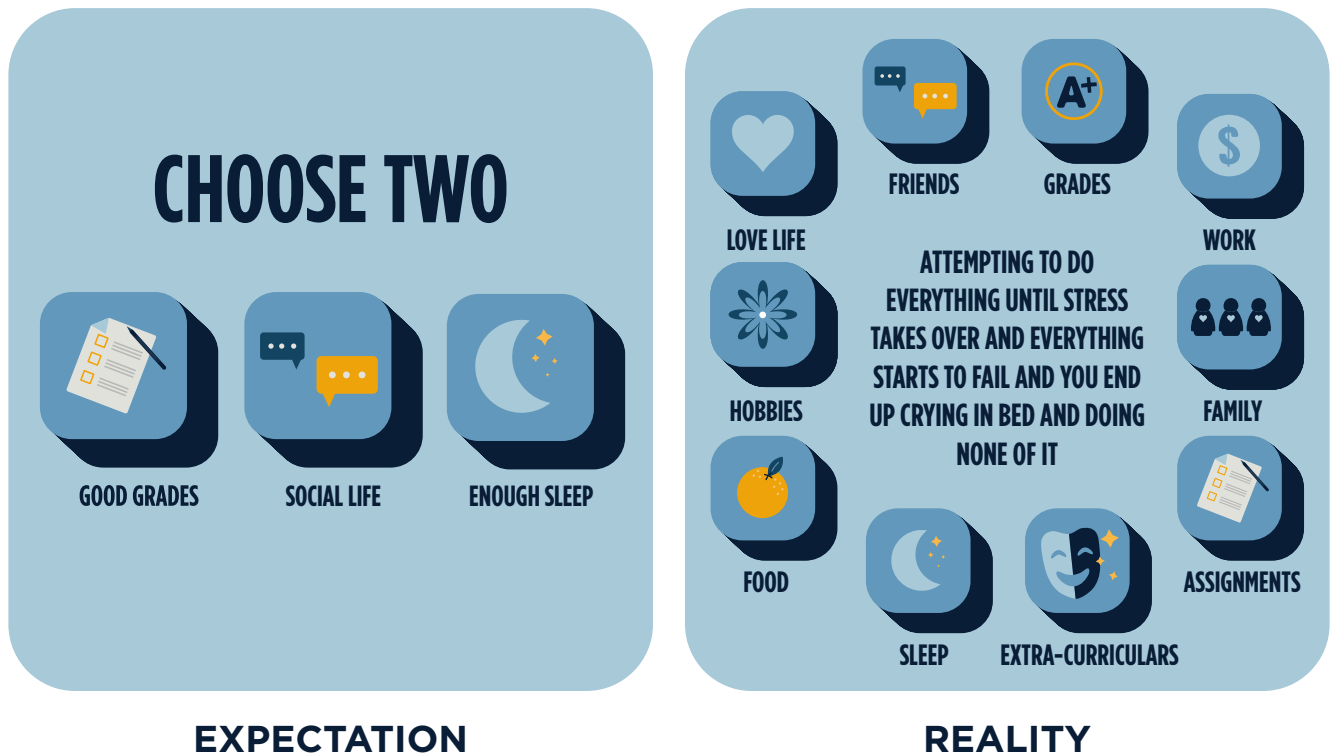 CHOOSE TWO
GOOD GRADES
SOCIAL LIFE
ENOUGH SLEEP
EXPECTATION
FRIENDS
A+
GRADES
LOVE LIFE
$
WORK
ATTEMPTING TO DO
EVERYTHING UNTIL STRESS
TAKES OVER AND EVERYTHING
STARTS TO FAIL AND YOU END
UP CRYING IN BED AND DOING
NONE OF IT
HOBBIES
FAMILY
FOOD
ASSIGNMENTS
SLEEP
EXTRA-CURRICULARS
REALITY